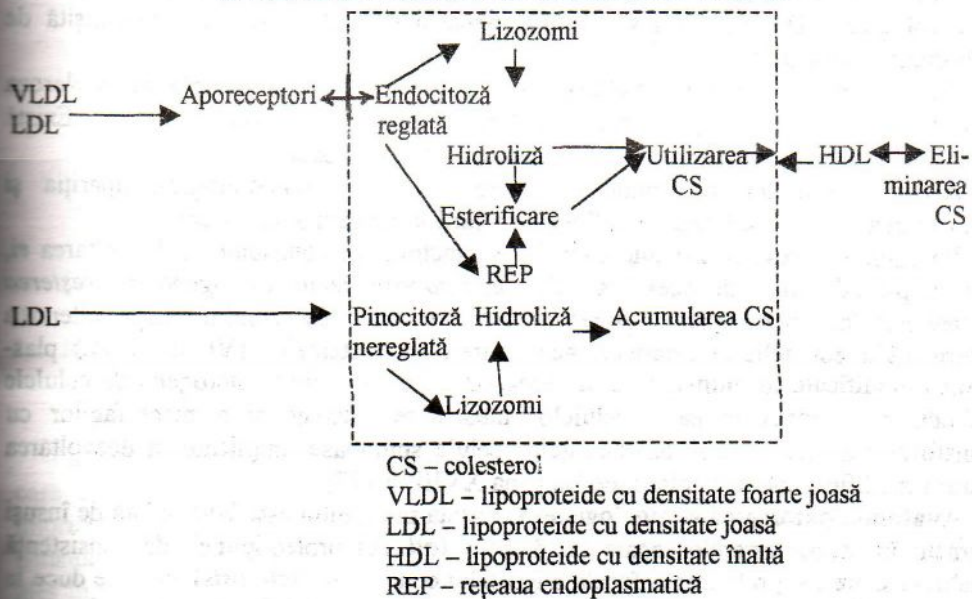 Lizozomi
VLDL Aporeceptori Endocitoză
LDL reglată
Hidroliză Utilizarea HDL Eli-
CS minarea
Esterificare CS
REP
LDL Pinocitoză Hidroliză Acumularea CS
nereglată
Lizozomi
CS – colesterol
VLDL – lipoproteide cu densitate foarte joasă
LDL – lipoproteide cu densitate joasă
HDL – lipoproteide cu densitate înaltă
REP – rețeaua endoplasmatică